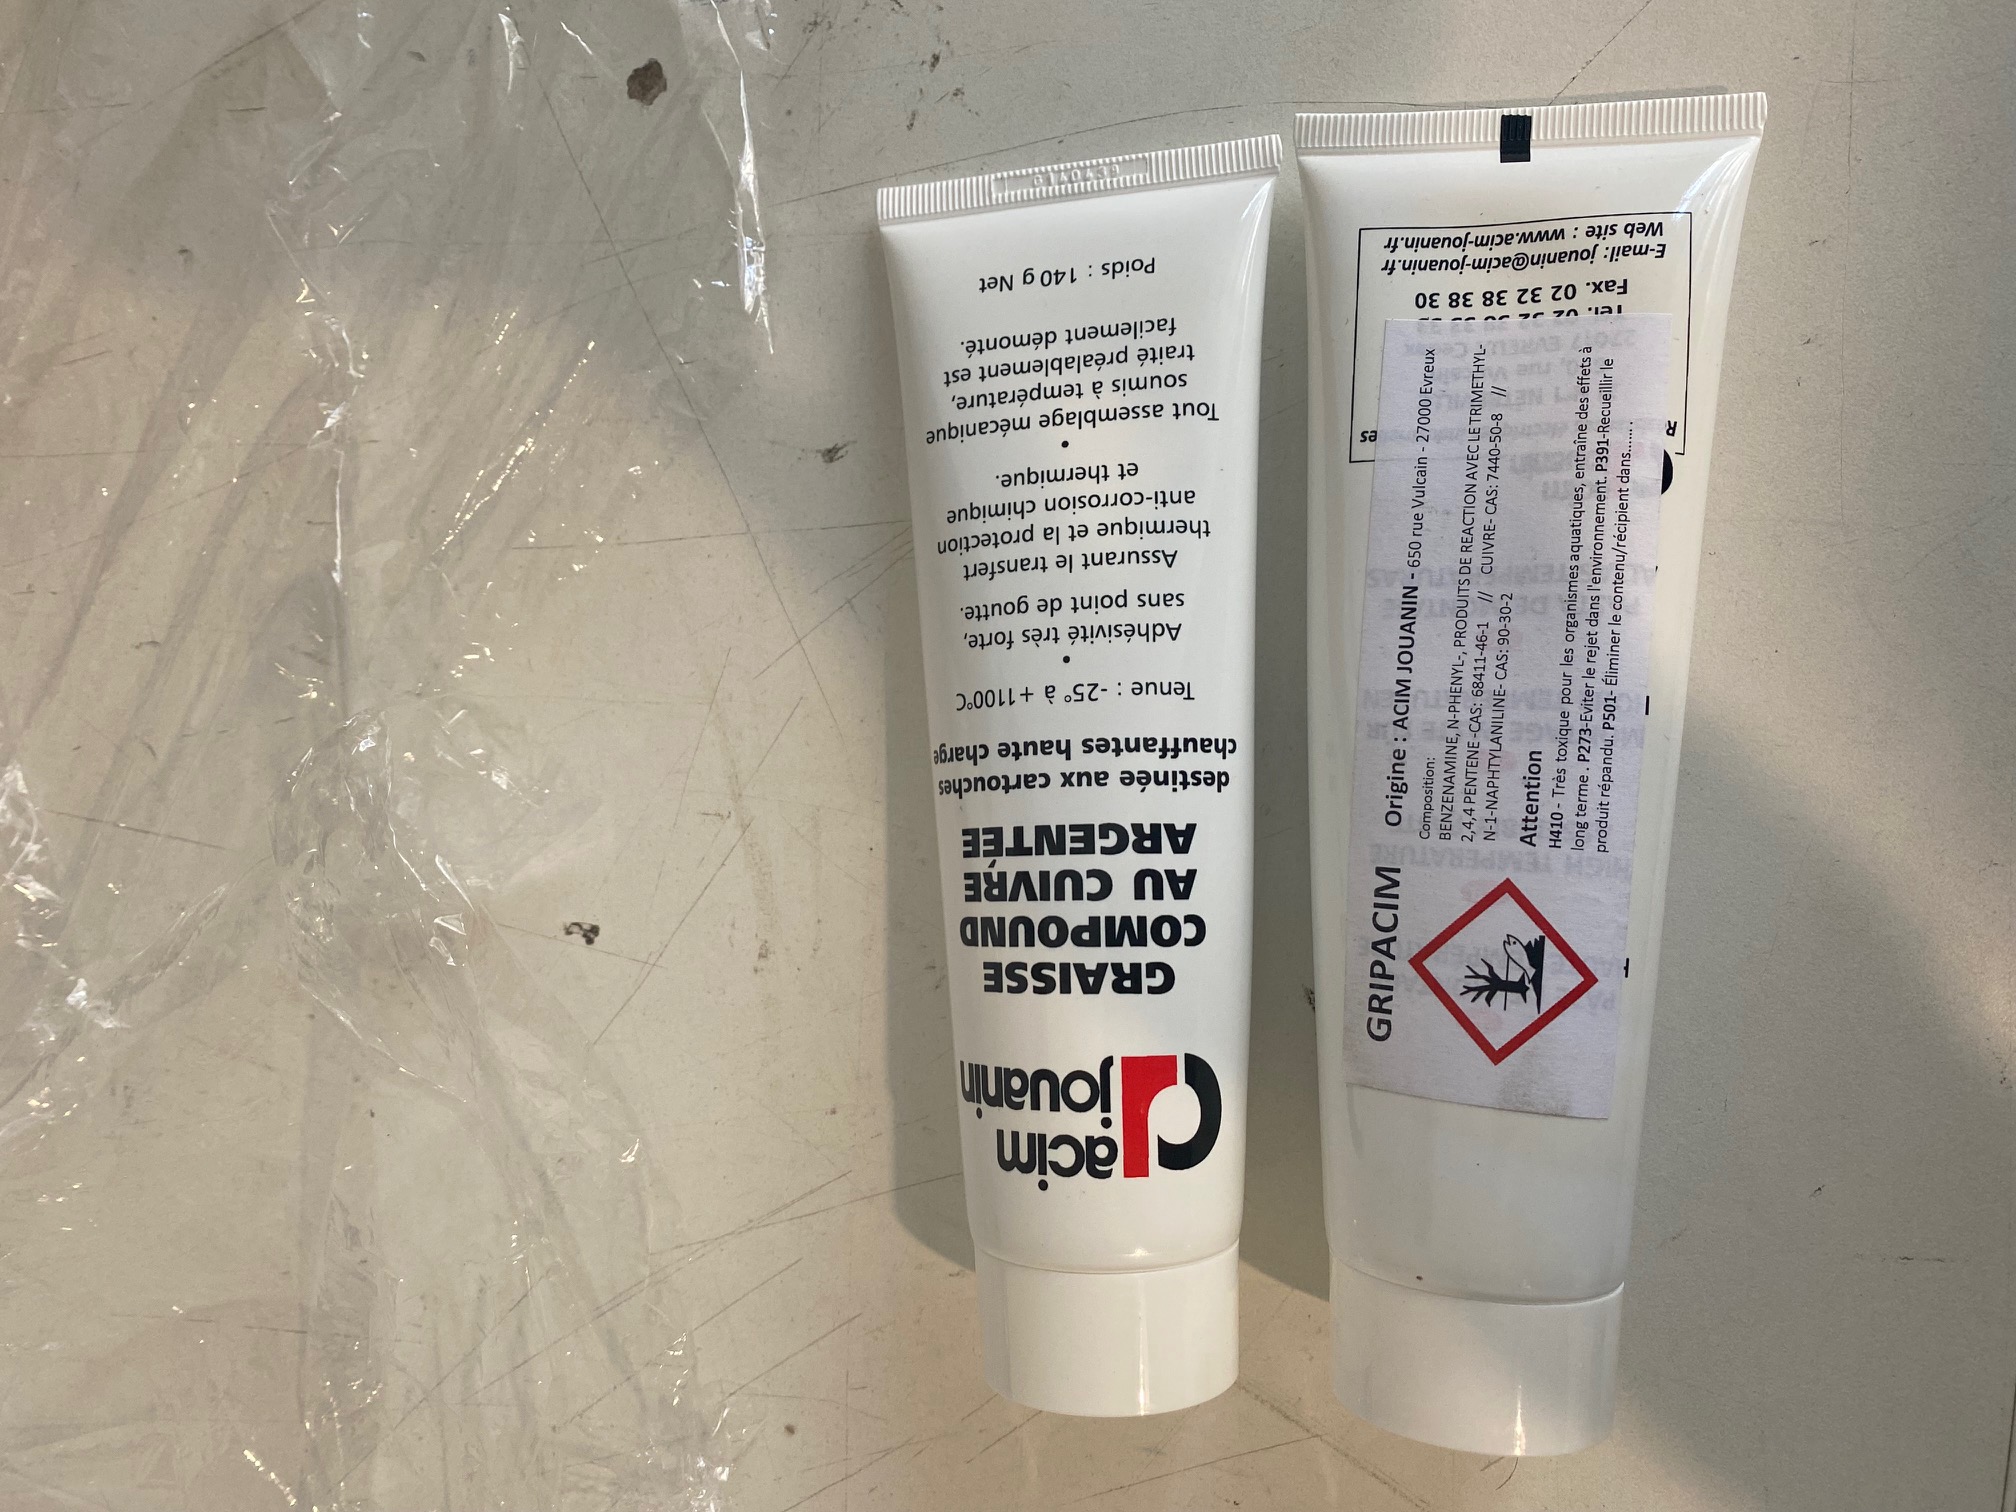 acim
jouanin
GRAISSE
COMPOUND
AU CUIVRE
ARGENTÉE
destinée aux cartouches
chauffantes haute charge
Tenue : -25° à +1100°C
•
Adhésivité très forte,
sans point de goutte.
Assurant le transfert
thermique et la protection
anti-corrosion chimique
et thermique.
•
Tout assemblage mécanique
soumis à température,
traité préalablement est
facilement démonté.
Poids : 140 g Net
GRIPACIM Origine : ACIM JOUANIN - 650 rue Vulcain - 27000 Evreux
Composition:
BENZENAMINE, N-PHENYL-, PRODUITS DE REACTION AVEC LE TRIMETHYL-
2,4,4 PENTENE -CAS: 68411-46-1 // CUIVRE- CAS: 7440-50-8 //
N-1-NAPHTYLANILINE- CAS: 90-30-2
Attention
H410 - Très toxique pour les organismes aquatiques, entraîne des effets à
long terme . P273-Eviter le rejet dans l'environnement. P391-Recueillir le
produit répandu. P501- Éliminer le contenu/récipient dans.......
Tél. 02 32 38 33 33
Fax. 02 32 38 38 30
E-mail: jouanin@acim-jouanin.fr
Web site : www.acim-jouanin.fr